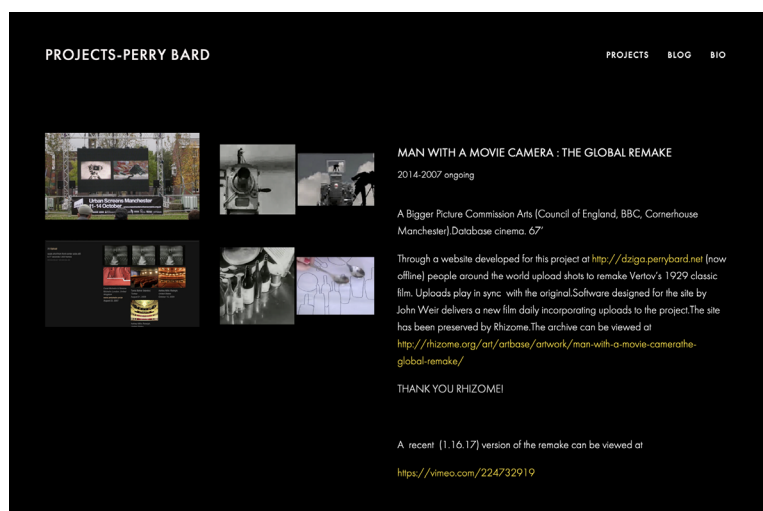 PROJECTS-PERRY BARD
PROJECTS BLOG BIO
Urban Screens Manchester
11-14 October
MAN WITH A MOVIE CAMERA : THE GLOBAL REMAKE
2014-2007 ongoing
A Bigger Picture Commission Arts (Council of England, BBC, Cornerhouse
Manchester).Database cinema. 67’
Through a website developed for this project at http://dziga.perrybard.net (now
offline) people around the world upload shots to remake Vertov’s 1929 classic
film. Uploads play in sync  with the original.Software designed for the site by
John Weir delivers a new film daily incorporating uploads to the project.The site
has been preserved by Rhizome.The archive can be viewed at
http://rhizome.org/art/artbase/artwork/man-with-a-movie-camerathe-
global-remake/
THANK YOU RHIZOME!
A  recent  (1.16.17) version of the remake can be viewed at
https://vimeo.com/224732919